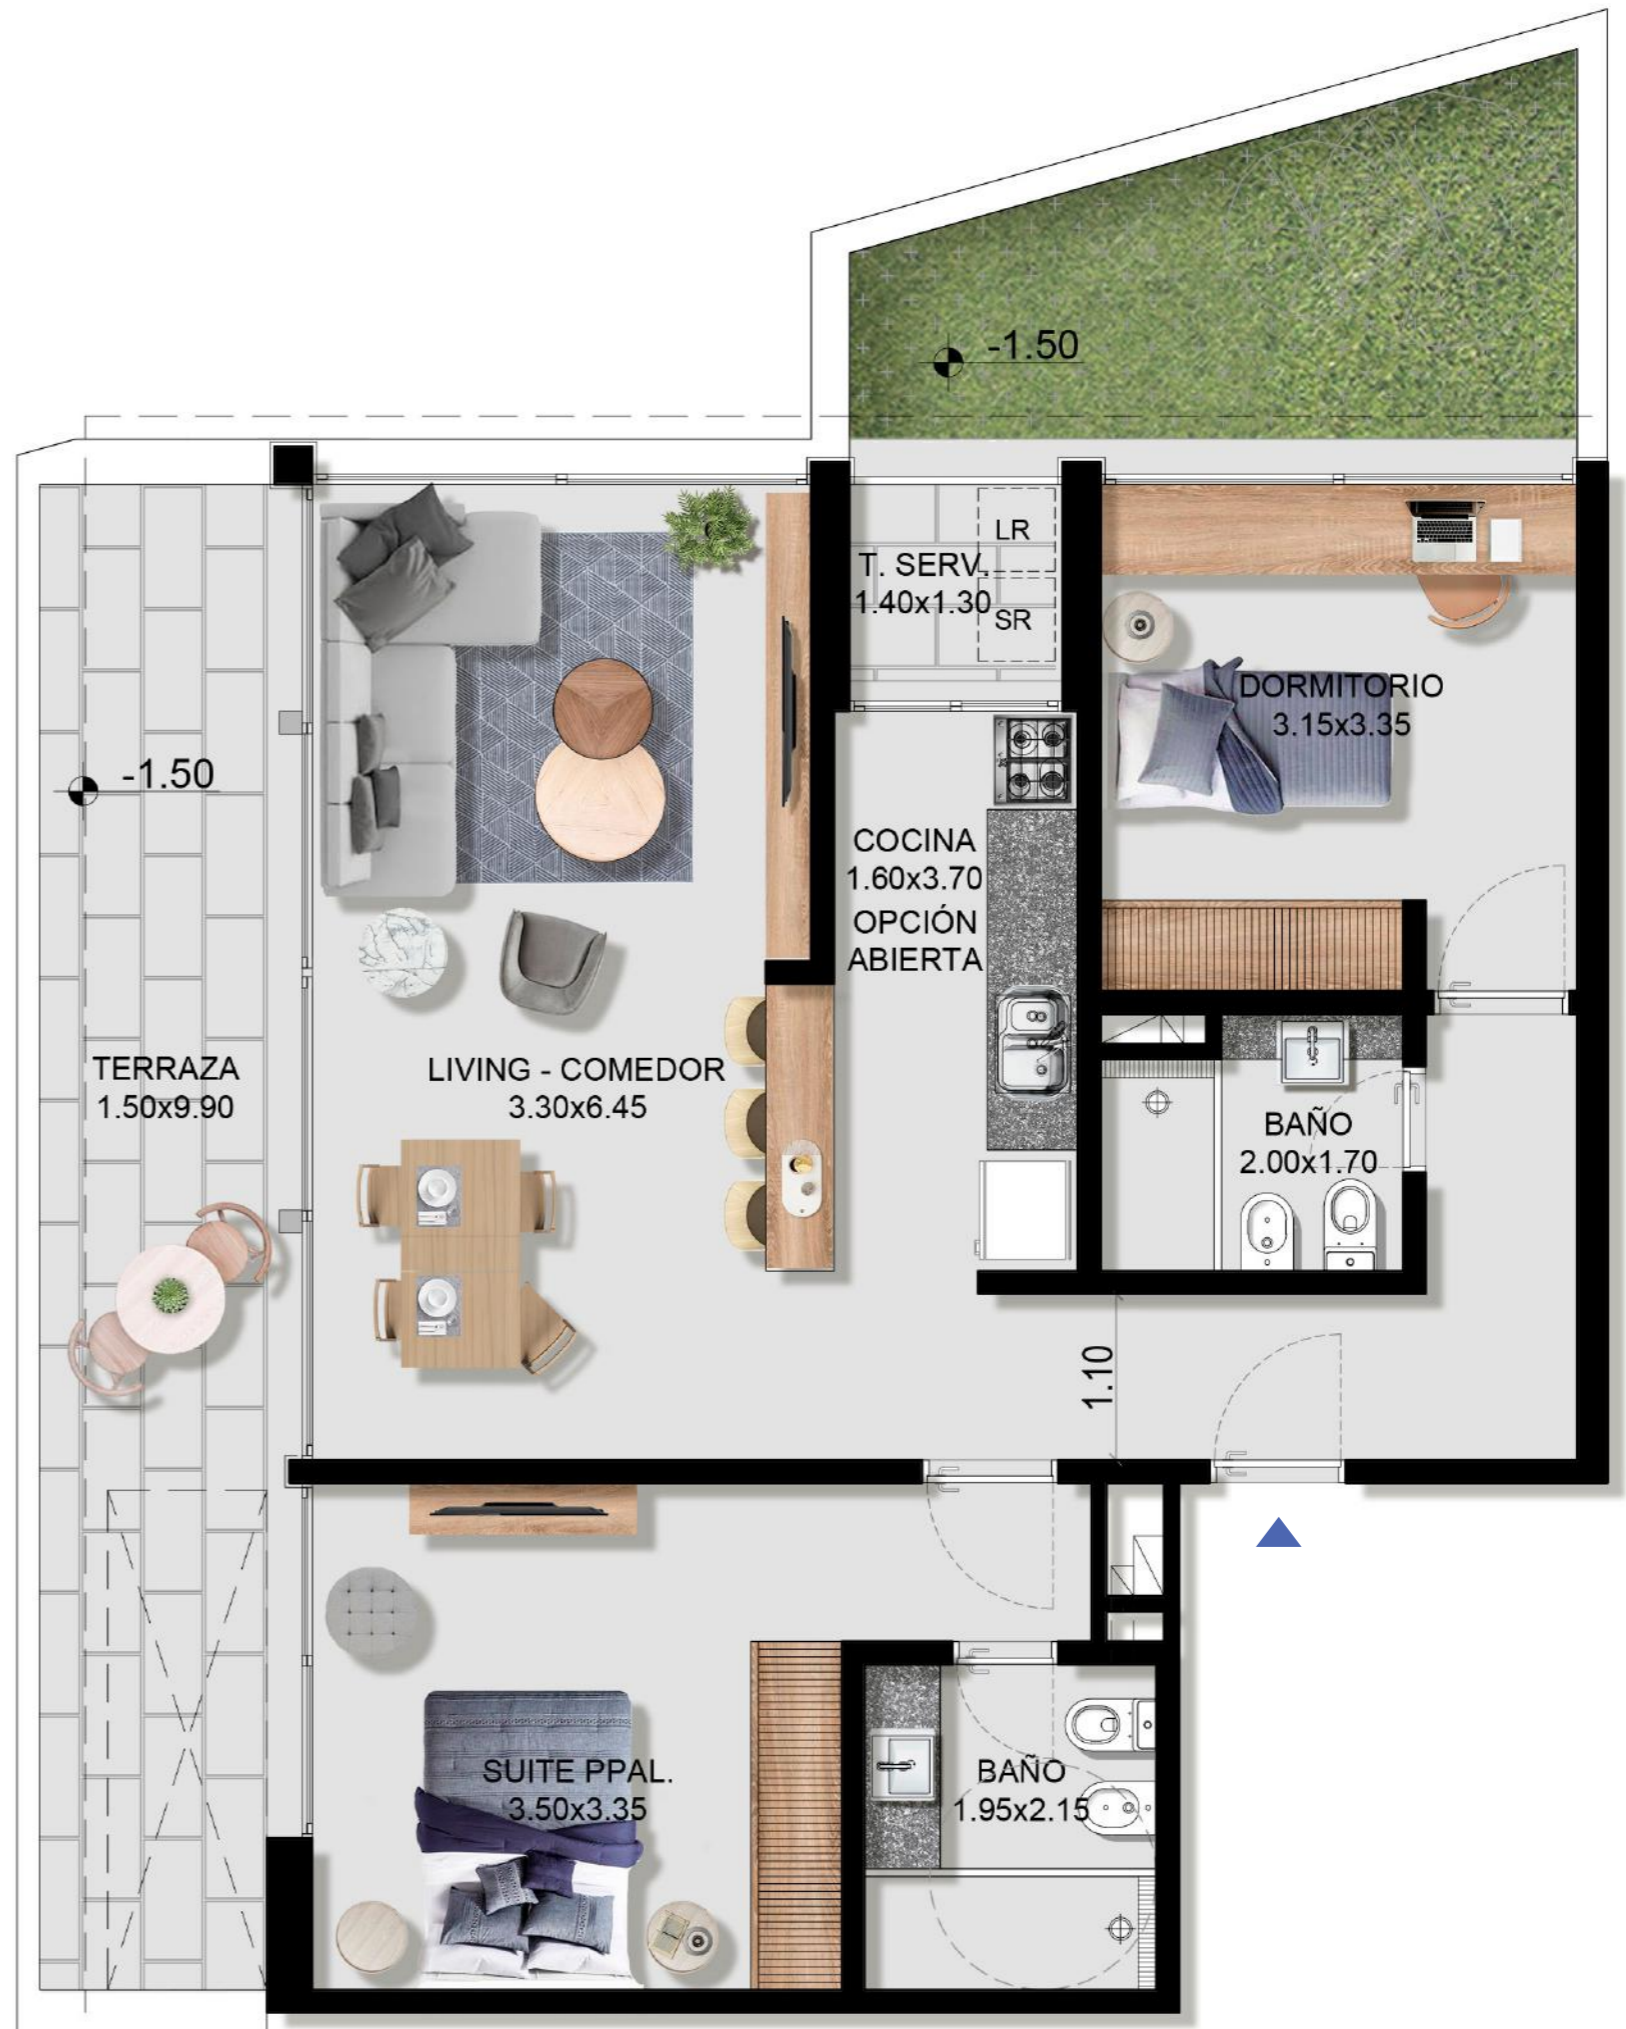 -1.50
LR
T. SERV.
1.40x1.30
SR
DORMITORIO
3.15x3.35
-1.50
COCINA
1.60x3.70
OPCIÓN
ABIERTA
TERRAZA
1.50x9.90
LIVING - COMEDOR
3.30x6.45
BAÑO
2.00x1.70
1.10
SUITE PPAL.
3.50x3.35
BAÑO
1.95x2.15